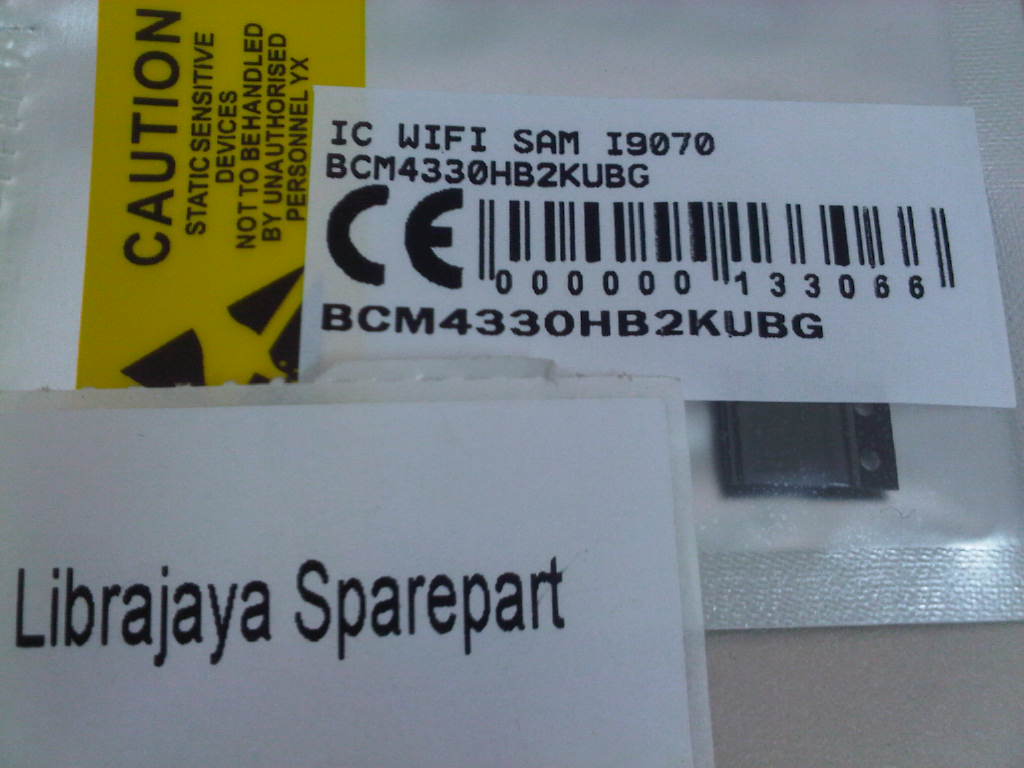 CAUTION
STATIC SENSITIVE
DEVICES
NOT TO BE HANDLED
BY UNAUTHORISED
PERSONNEL YX
IC WIFI SAM I9070
BCM4330HB2KUBG
CE
000000 133066
BCM4330HB2KUBG
Librajaya Sparepart